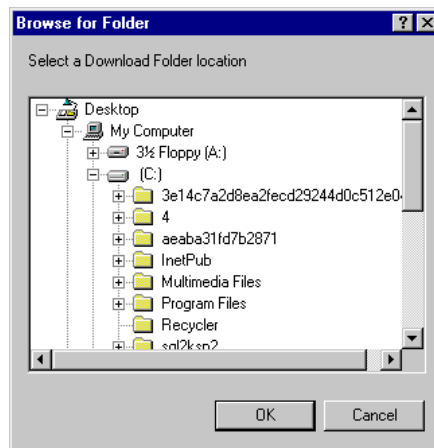 Browse for Folder
Select a Download Folder location
Desktop
My Computer
3½ Floppy (A:)
(C:)
3e14c7a2d8ea2fecd29244d0c512e0
4
aeaba31fd7b2871
InetPub
Multimedia Files
Program Files
Recycler
sql2ksp2
OK
Cancel